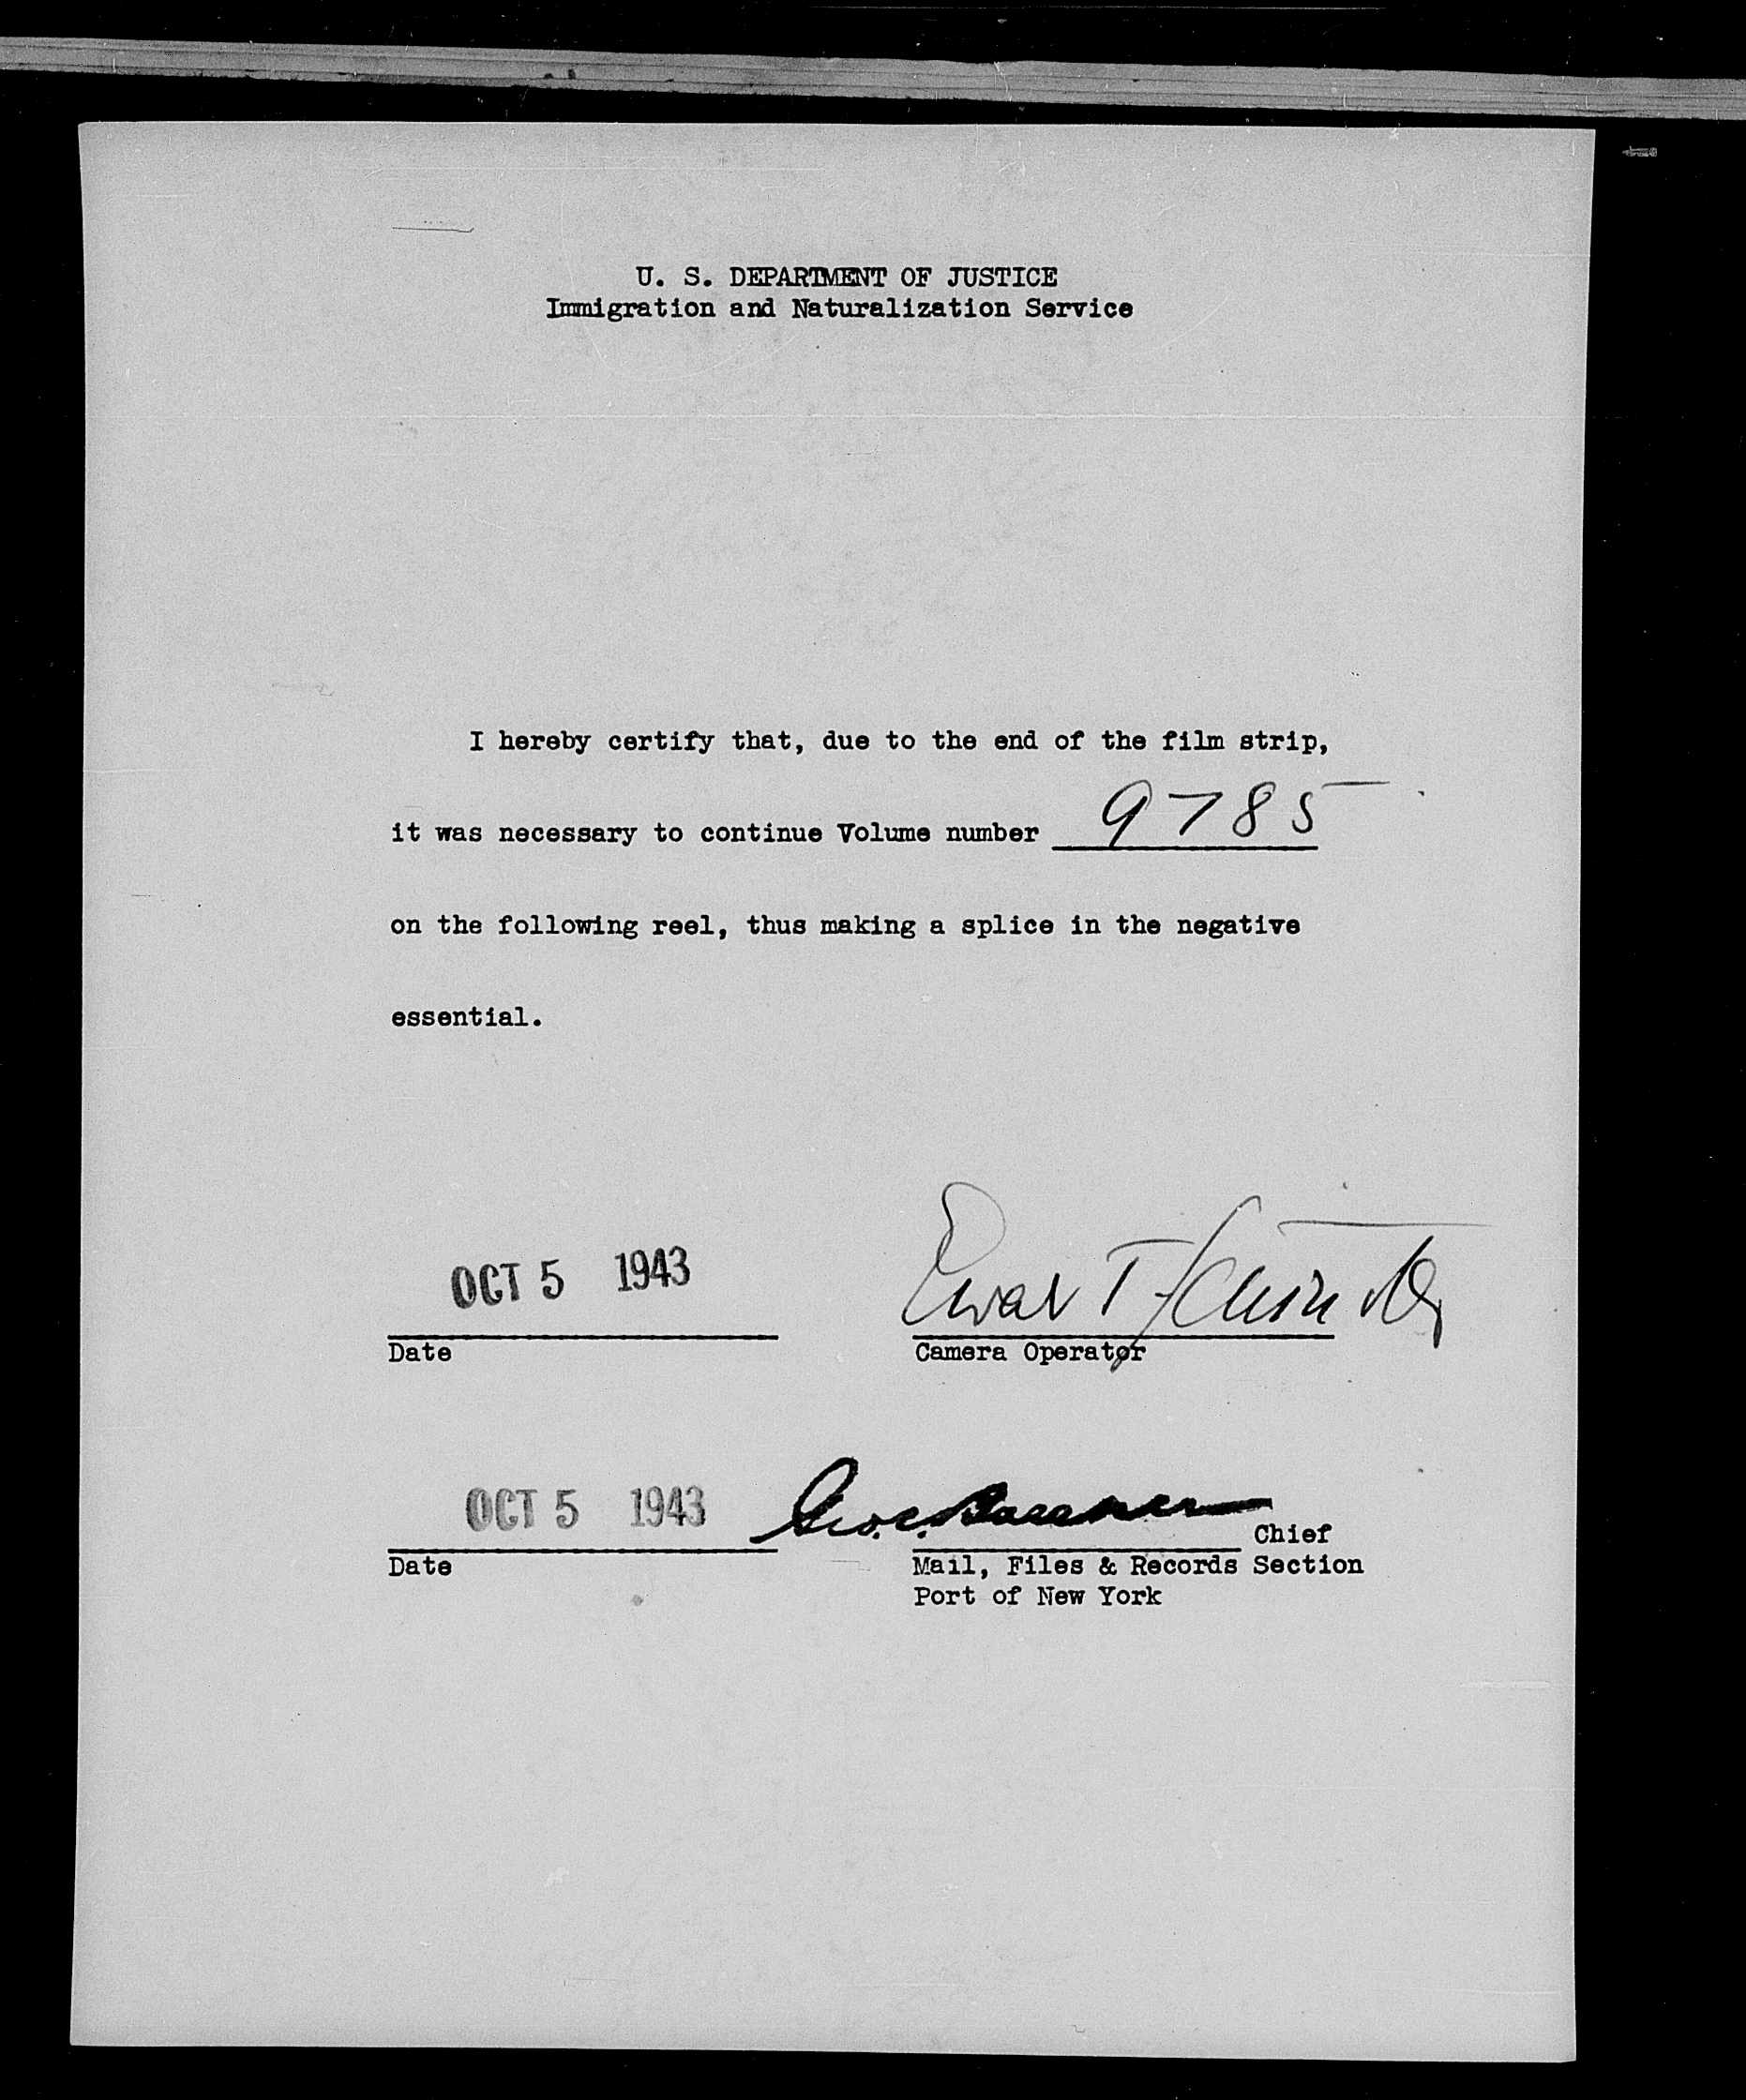 U. S. DEPARTMENT OF JUSTICE
Immigration and Naturalization Service
I hereby certify that, due to the end of the film strip,
it was necessary to continue Volume number 9785
on the following reel, thus making a splice in the negative
essential.
OCT 5 1943
Date
Camera Operator
OCT 5 1943
Geo. C.
Chief
Date
Mail, Files & Records Section
Port of New York